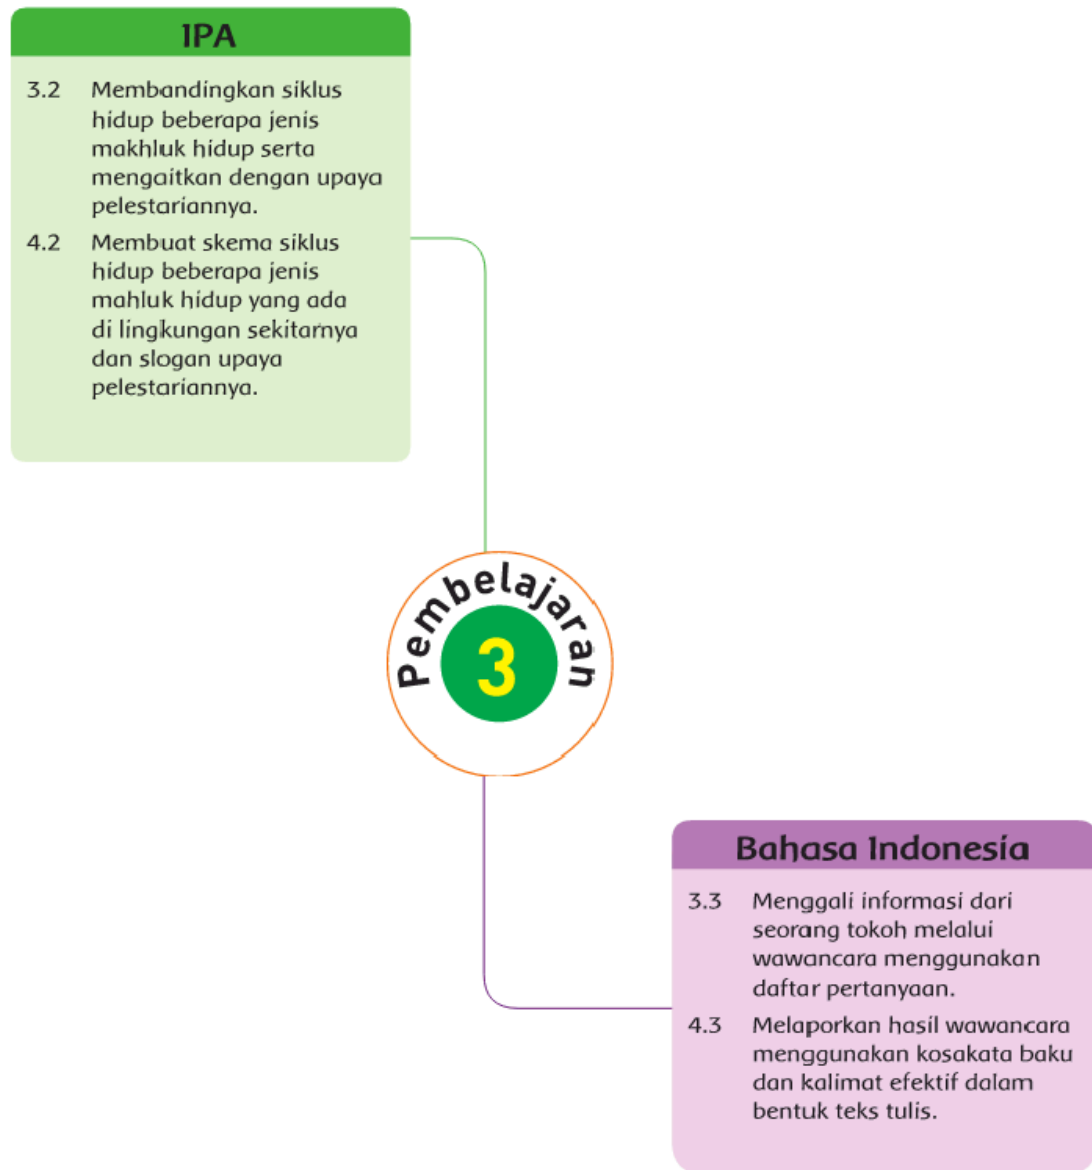 IPA
3.2 Membandingkan siklus
hidup beberapa jenis
makhluk hidup serta
mengaitkan dengan upaya
pelestariannya.
4.2 Membuat skema siklus
hidup beberapa jenis
mahluk hidup yang ada
di lingkungan sekitarnya
dan slogan upaya
pelestariannya.
Pembelajaran
3
Bahasa Indonesia
3.3 Menggali informasi dari
seorang tokoh melalui
wawancara menggunakan
daftar pertanyaan.
4.3 Melaporkan hasil wawancara
menggunakan kosakata baku
dan kalimat efektif dalam
bentuk teks tulis.